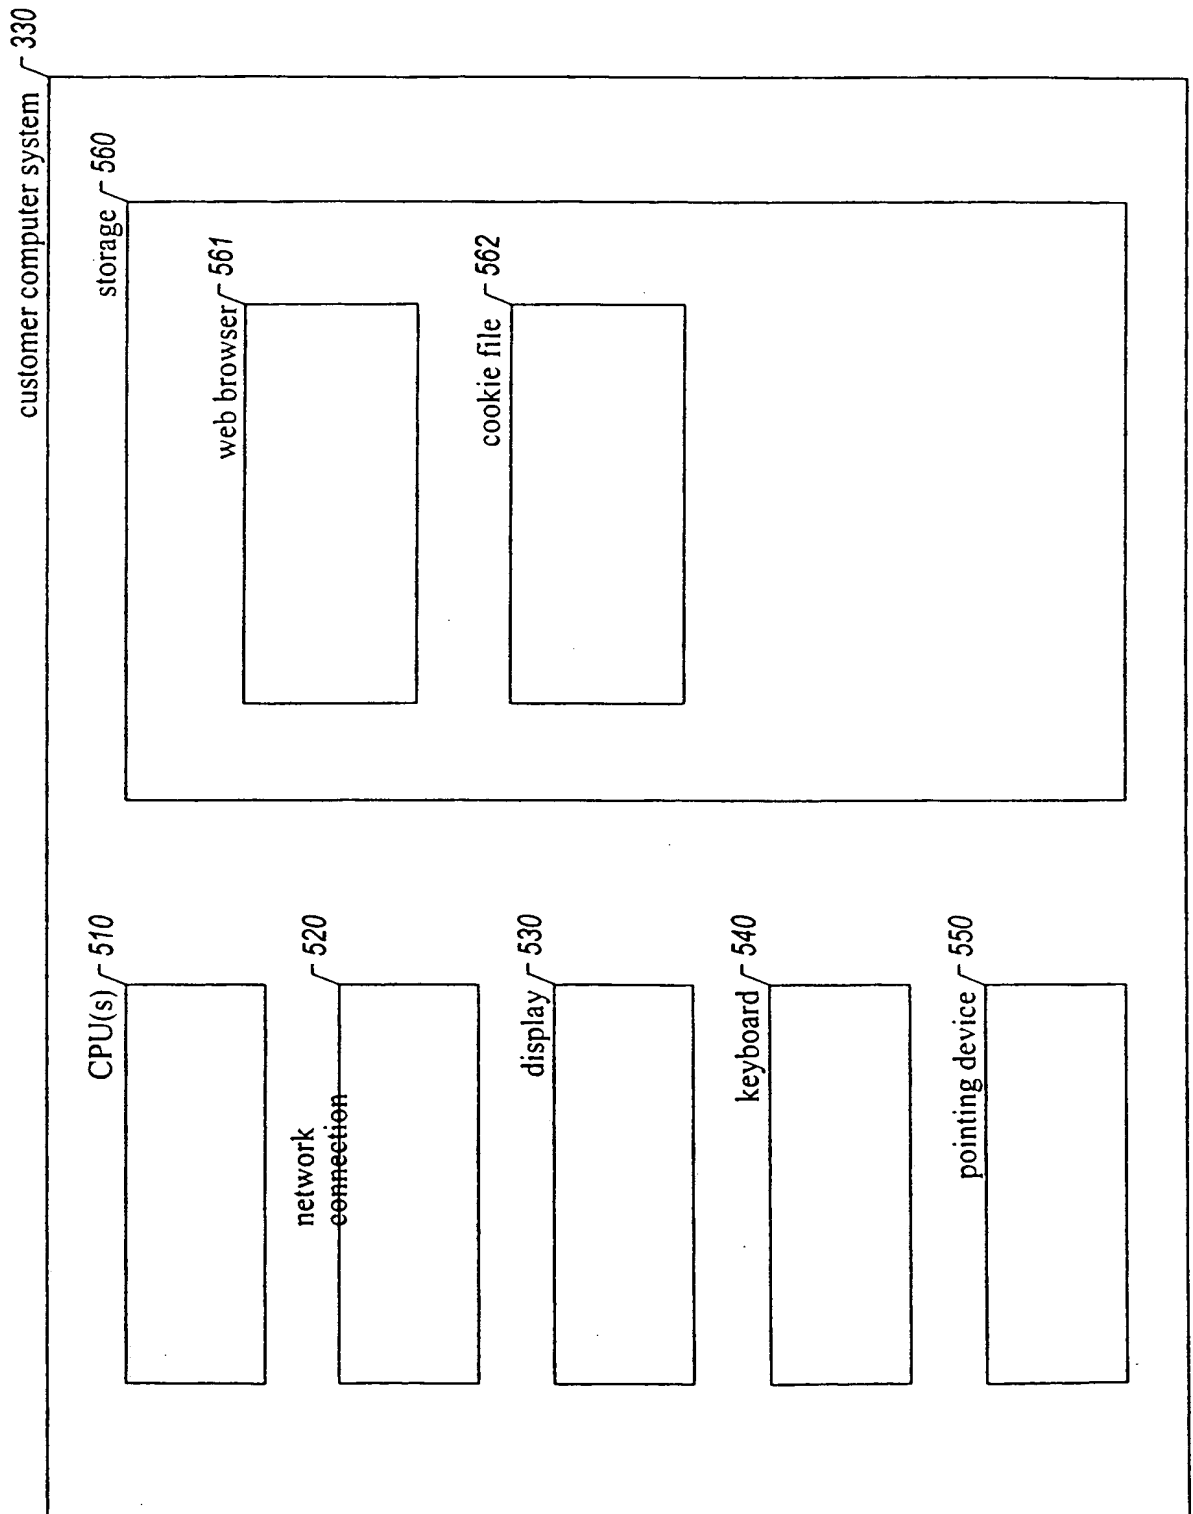 customer computer system 330
CPU(s) 510
storage 560
network
connection
520
web browser 561
display 530
cookie file 562
keyboard 540
pointing device 550